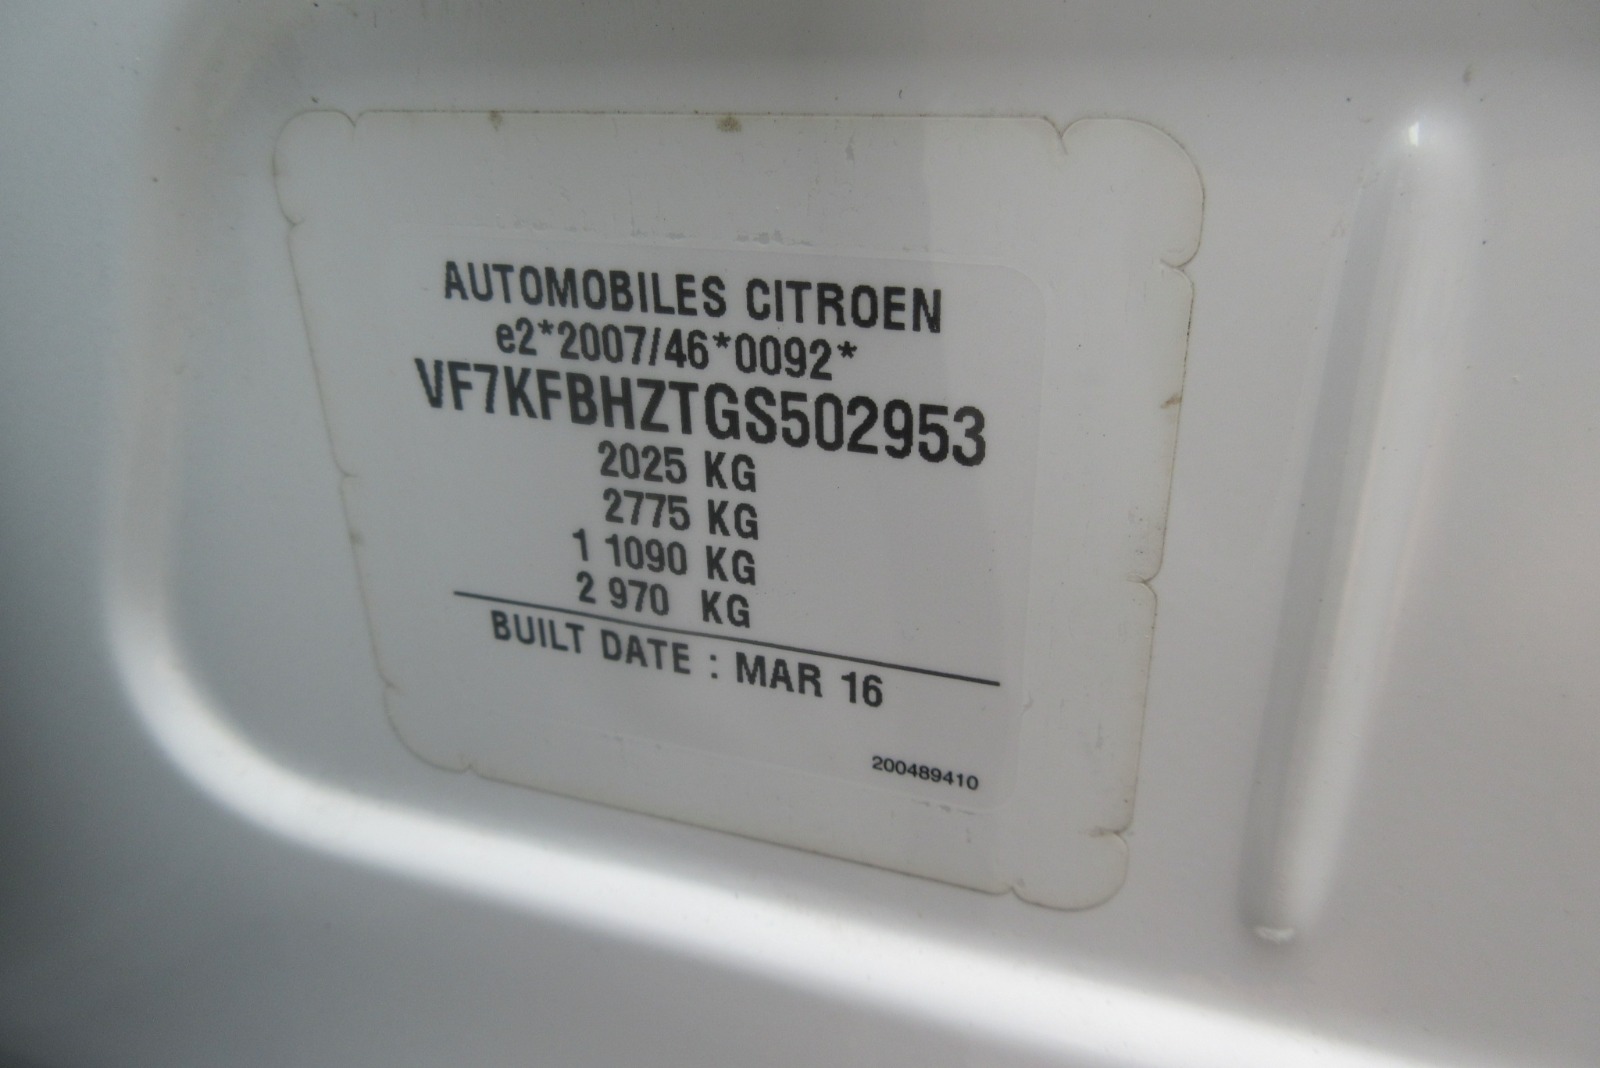 AUTOMOBILES CITROEN
e2*2007/46*0092*
VF7KFBHZTGS502953
2025 KG
2775 KG
1 1090 KG
2 970 KG
BUILT DATE : MAR 16
200489410